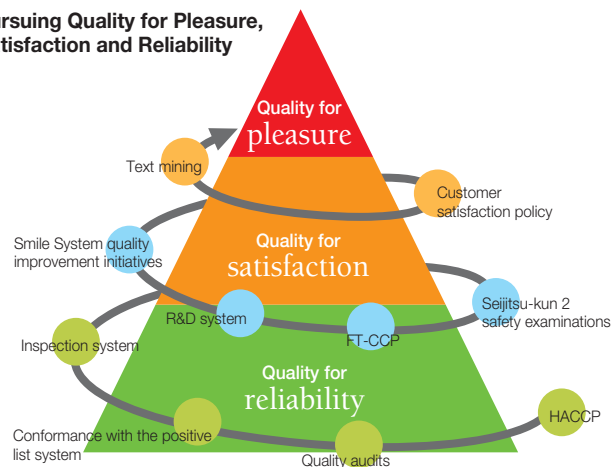 rsuing Quality for Pleasure,
tisfaction and Reliability
Quality for
pleasure
Text mining
Customer
satisfaction policy
Smile System quality
improvement initiatives
Quality for
satisfaction
R&D system
FT-CCP
Seijitsu-kun 2
safety examinations
Inspection system
Quality for
reliability
HACCP
Conformance with the positive
list system
Quality audits